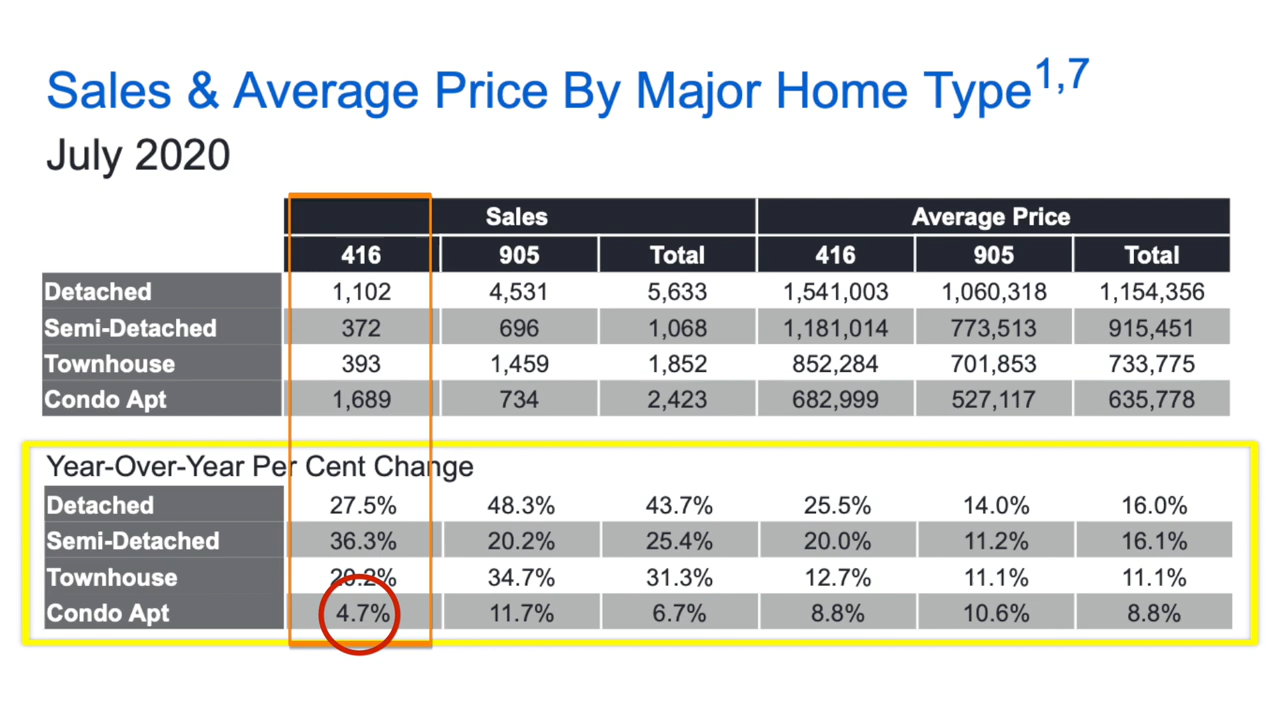 Sales & Average Price By Major Home Type1,7
July 2020
Sales Average Price
416 905 Total 416 905 Total
Detached 1,102 4,531 5,633 1,541,003 1,060,318 1,154,356
Semi-Detached 372 696 1,068 1,181,014 773,513 915,451
Townhouse 393 1,459 1,852 852,284 701,853 733,775
Condo Apt 1,689 734 2,423 682,999 527,117 635,778
Year-Over-Year Per Cent Change
Detached 27.5% 48.3% 43.7% 25.5% 14.0% 16.0%
Semi-Detached 36.3% 20.2% 25.4% 20.0% 11.2% 16.1%
Townhouse 20.2% 34.7% 31.3% 12.7% 11.1% 11.1%
Condo Apt 4.7% 11.7% 6.7% 8.8% 10.6% 8.8%